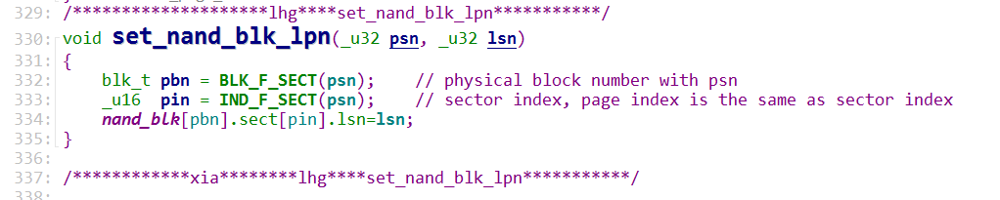 329: /********************lhg****set_nand_blk_lpn***********/
330: void set_nand_blk_lpn(_u32 psn, _u32 lsn)
331: {
332: blk_t pbn = BLK_F_SECT(psn); // physical block number with psn
333: _u16 pin = IND_F_SECT(psn); // sector index, page index is the same as sector index
334: nand_blk[pbn].sect[pin].lsn=lsn;
335: }
336:
337: /************xia********lhg****set_nand_blk_lpn***********/
338: